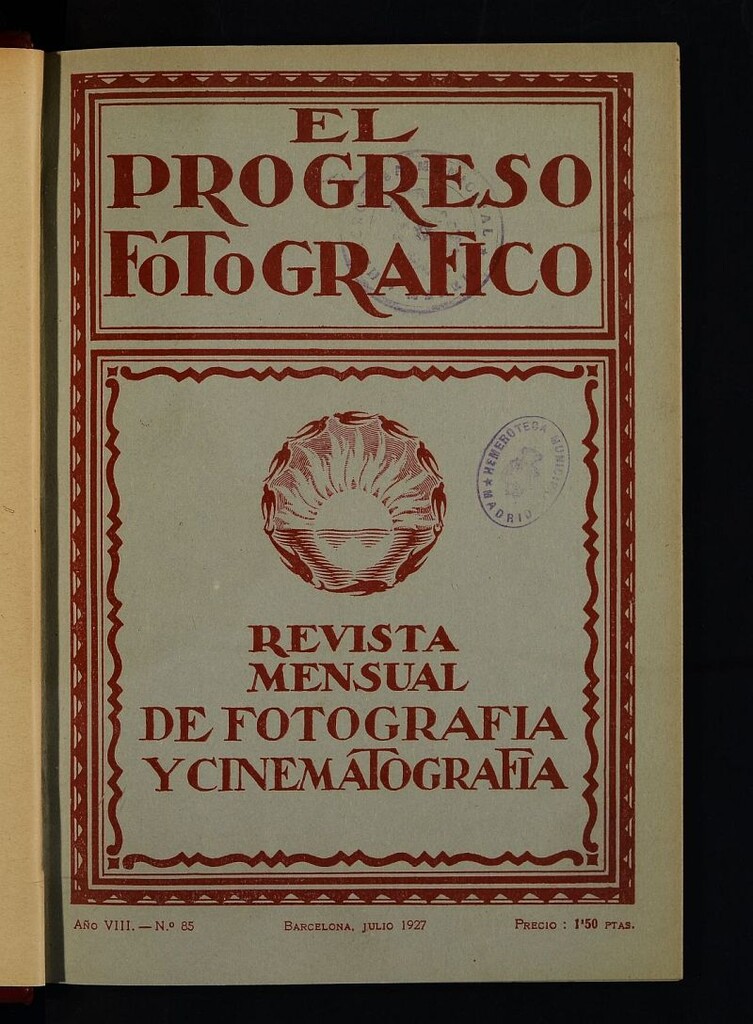 EL
PROGRESO
FOTOGRAFICO
HEMEROTECA MUNICIPAL
★ MADRID ★
REVISTA
MENSUAL
DE FOTOGRAFIA
Y CINEMATOGRAFIA
AÑO VIII. — N.º 85
BARCELONA, JULIO 1927
PRECIO : 1'50 PTAS.